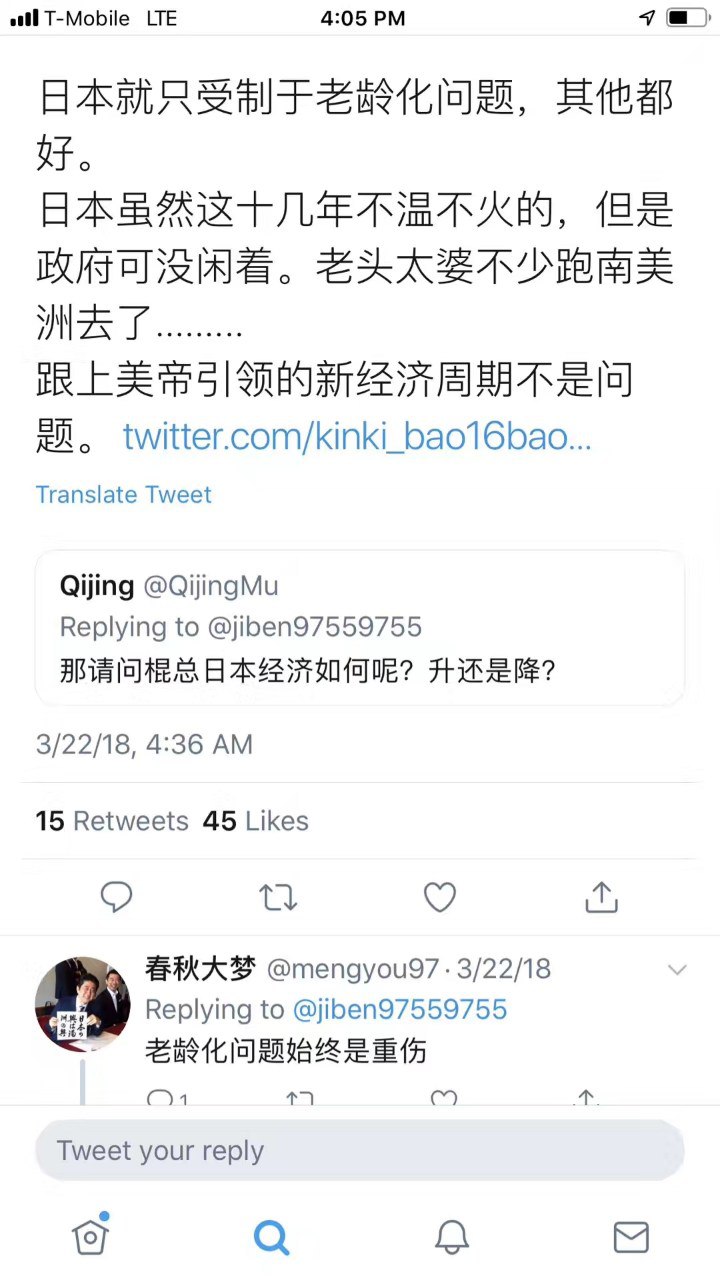 T-Mobile LTE 4:05 PM
日本就只受制于老龄化问题，其他都
好。
日本虽然这十几年不温不火的，但是
政府可没闲着。老头太婆不少跑南美
洲去了.........
跟上美帝引领的新经济周期不是问
题。 twitter.com/kinki_bao16bao...
Translate Tweet
Qijing @QijingMu
Replying to @jiben97559755
那请问棍总日本经济如何呢？升还是降？
3/22/18, 4:36 AM
15 Retweets 45 Likes
春秋大梦 @mengyou97 · 3/22/18
Replying to @jiben97559755
老龄化问题始终是重伤
1
Tweet your reply